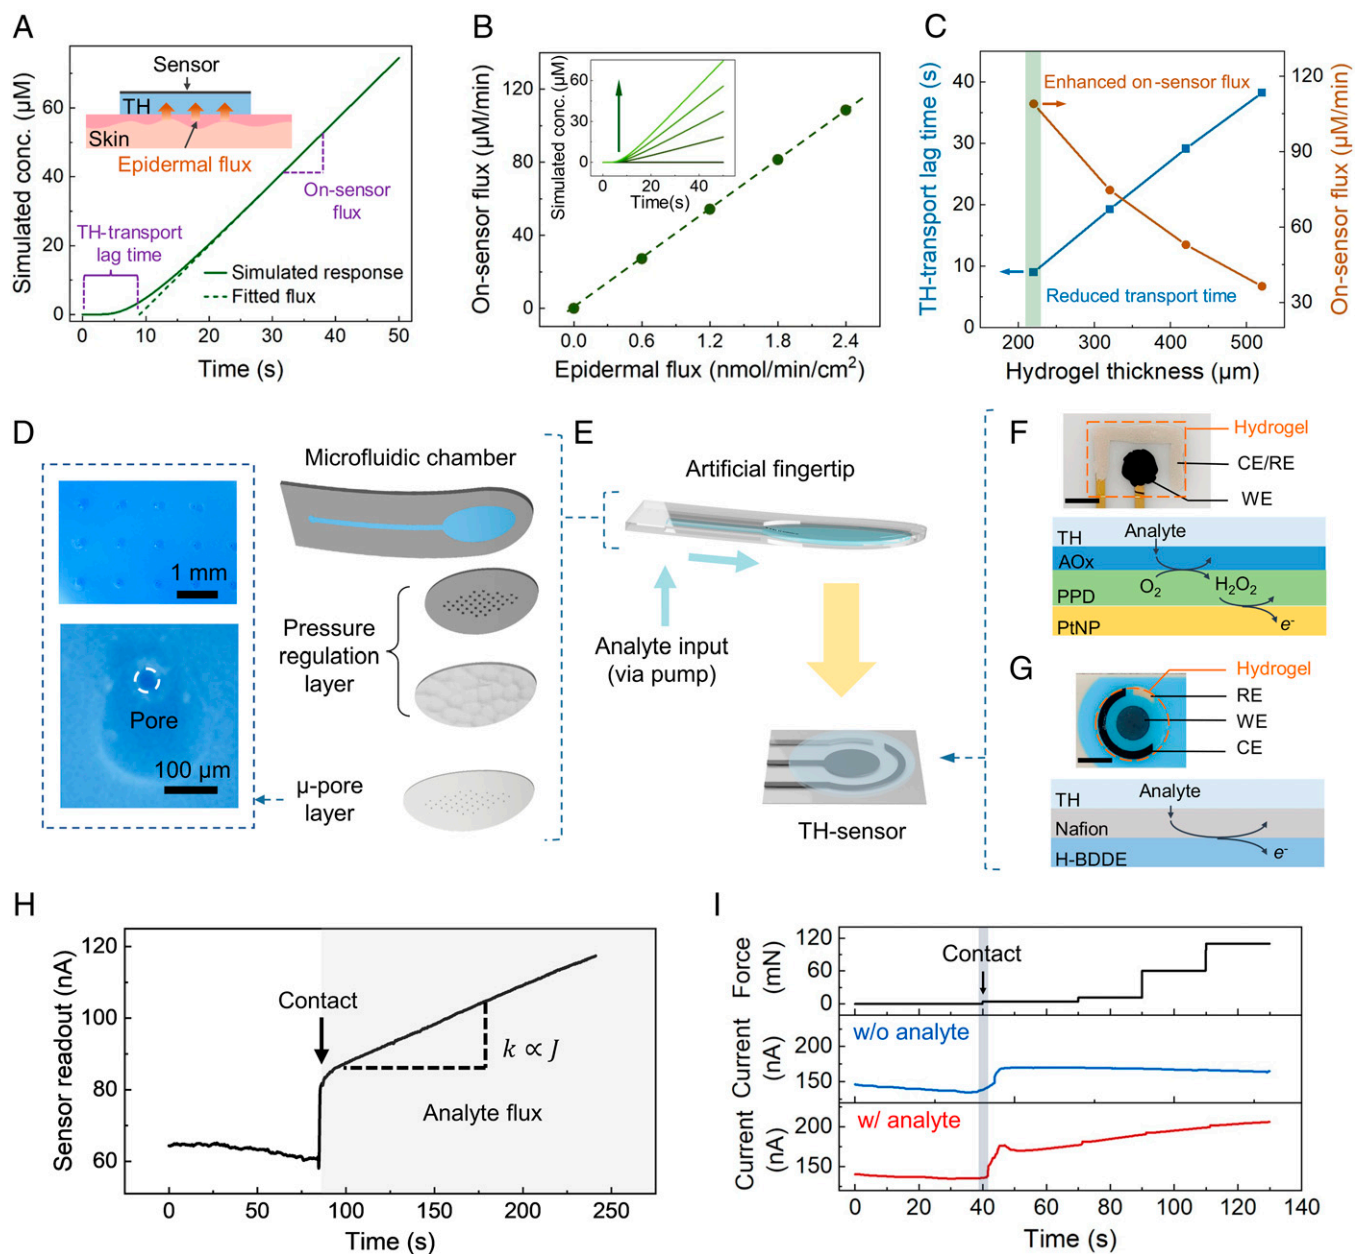 A
Simulated conc. (µM)
60
40
20
0
Sensor
TH
Skin
Epidermal flux
On-sensor
flux
TH-transport
lag time
Simulated response
Fitted flux
0 10 20 30 40 50
Time (s)
B
On-sensor flux (µM/min)
120
80
40
0
Simulated conc. (µM)
60
30
0
0 20 40
Time(s)
0.0 0.6 1.2 1.8 2.4
Epidermal flux (nmol/min/cm²)
C
TH-transport lag time (s)
40
30
20
10
0
Enhanced on-sensor flux
Reduced transport time
120
90
60
30
On-sensor flux (µM/min)
200 300 400 500
Hydrogel thickness (µm)
D
1 mm
Pore
100 µm
Microfluidic chamber
Pressure
regulation
layer
µ-pore
layer
E
Artificial fingertip
Analyte input
(via pump)
TH-sensor
F
Hydrogel
CE/RE
WE
TH
Analyte
AOx
O₂
H₂O₂
PPD
PtNP
e⁻
G
Hydrogel
RE
WE
CE
TH
Analyte
Nafion
H-BDDE
e⁻
H
Sensor readout (nA)
120
100
80
60
Contact
k ∝ J
Analyte flux
0 50 100 150 200 250
Time (s)
I
Force
(mN)
120
60
0
Contact
Current
(nA)
200
150
w/o analyte
Current
(nA)
200
150
w/ analyte
0 20 40 60 80 100 120 140
Time (s)